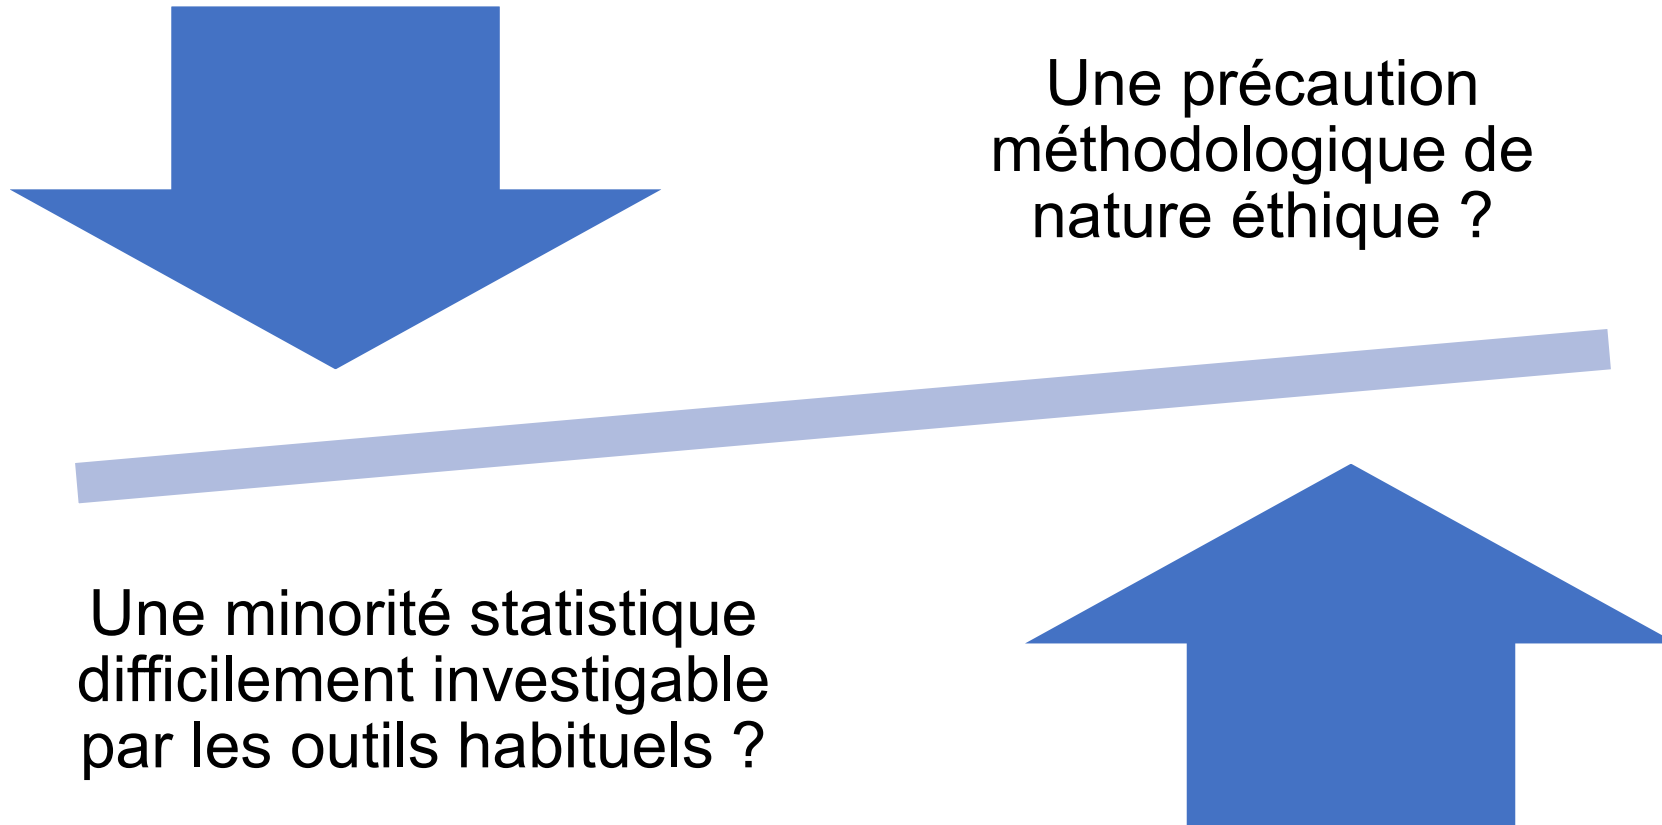 Une précaution
méthodologique de
nature éthique ?
Une minorité statistique
difficilement investigable
par les outils habituels ?